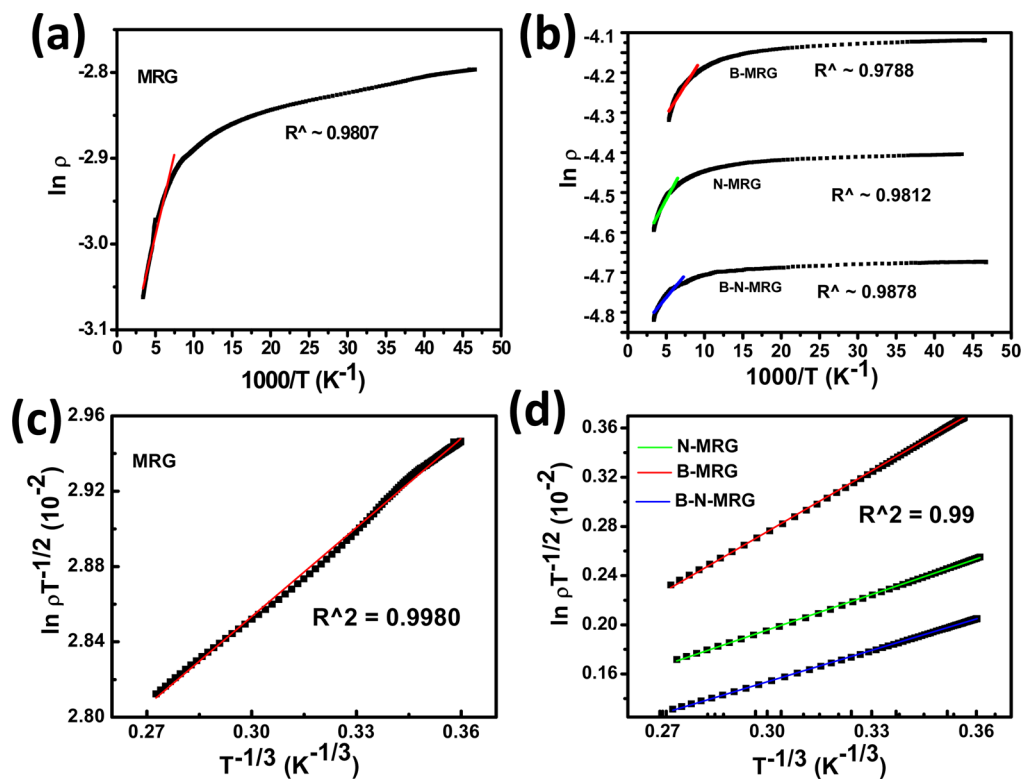 (a)
MRG
R^ ~ 0.9807
ln ρ
-2.8
-2.9
-3.0
-3.1
0 5 10 15 20 25 30 35 40 45 50
1000/T (K⁻¹)
(b)
B-MRG
R^ ~ 0.9788
N-MRG
R^ ~ 0.9812
B-N-MRG
R^ ~ 0.9878
ln ρ
-4.1
-4.2
-4.3
-4.4
-4.5
-4.6
-4.7
-4.8
0 5 10 15 20 25 30 35 40 45 50
1000/T (K⁻¹)
(c)
MRG
R^2 = 0.9980
ln ρT⁻¹/² (10⁻²)
2.96
2.92
2.88
2.84
2.80
0.27 0.30 0.33 0.36
T⁻¹/³ (K⁻¹/³)
(d)
N-MRG
B-MRG
B-N-MRG
R^2 = 0.99
ln ρT⁻¹/² (10⁻²)
0.36
0.32
0.28
0.24
0.20
0.16
0.27 0.30 0.33 0.36
T⁻¹/³ (K⁻¹/³)